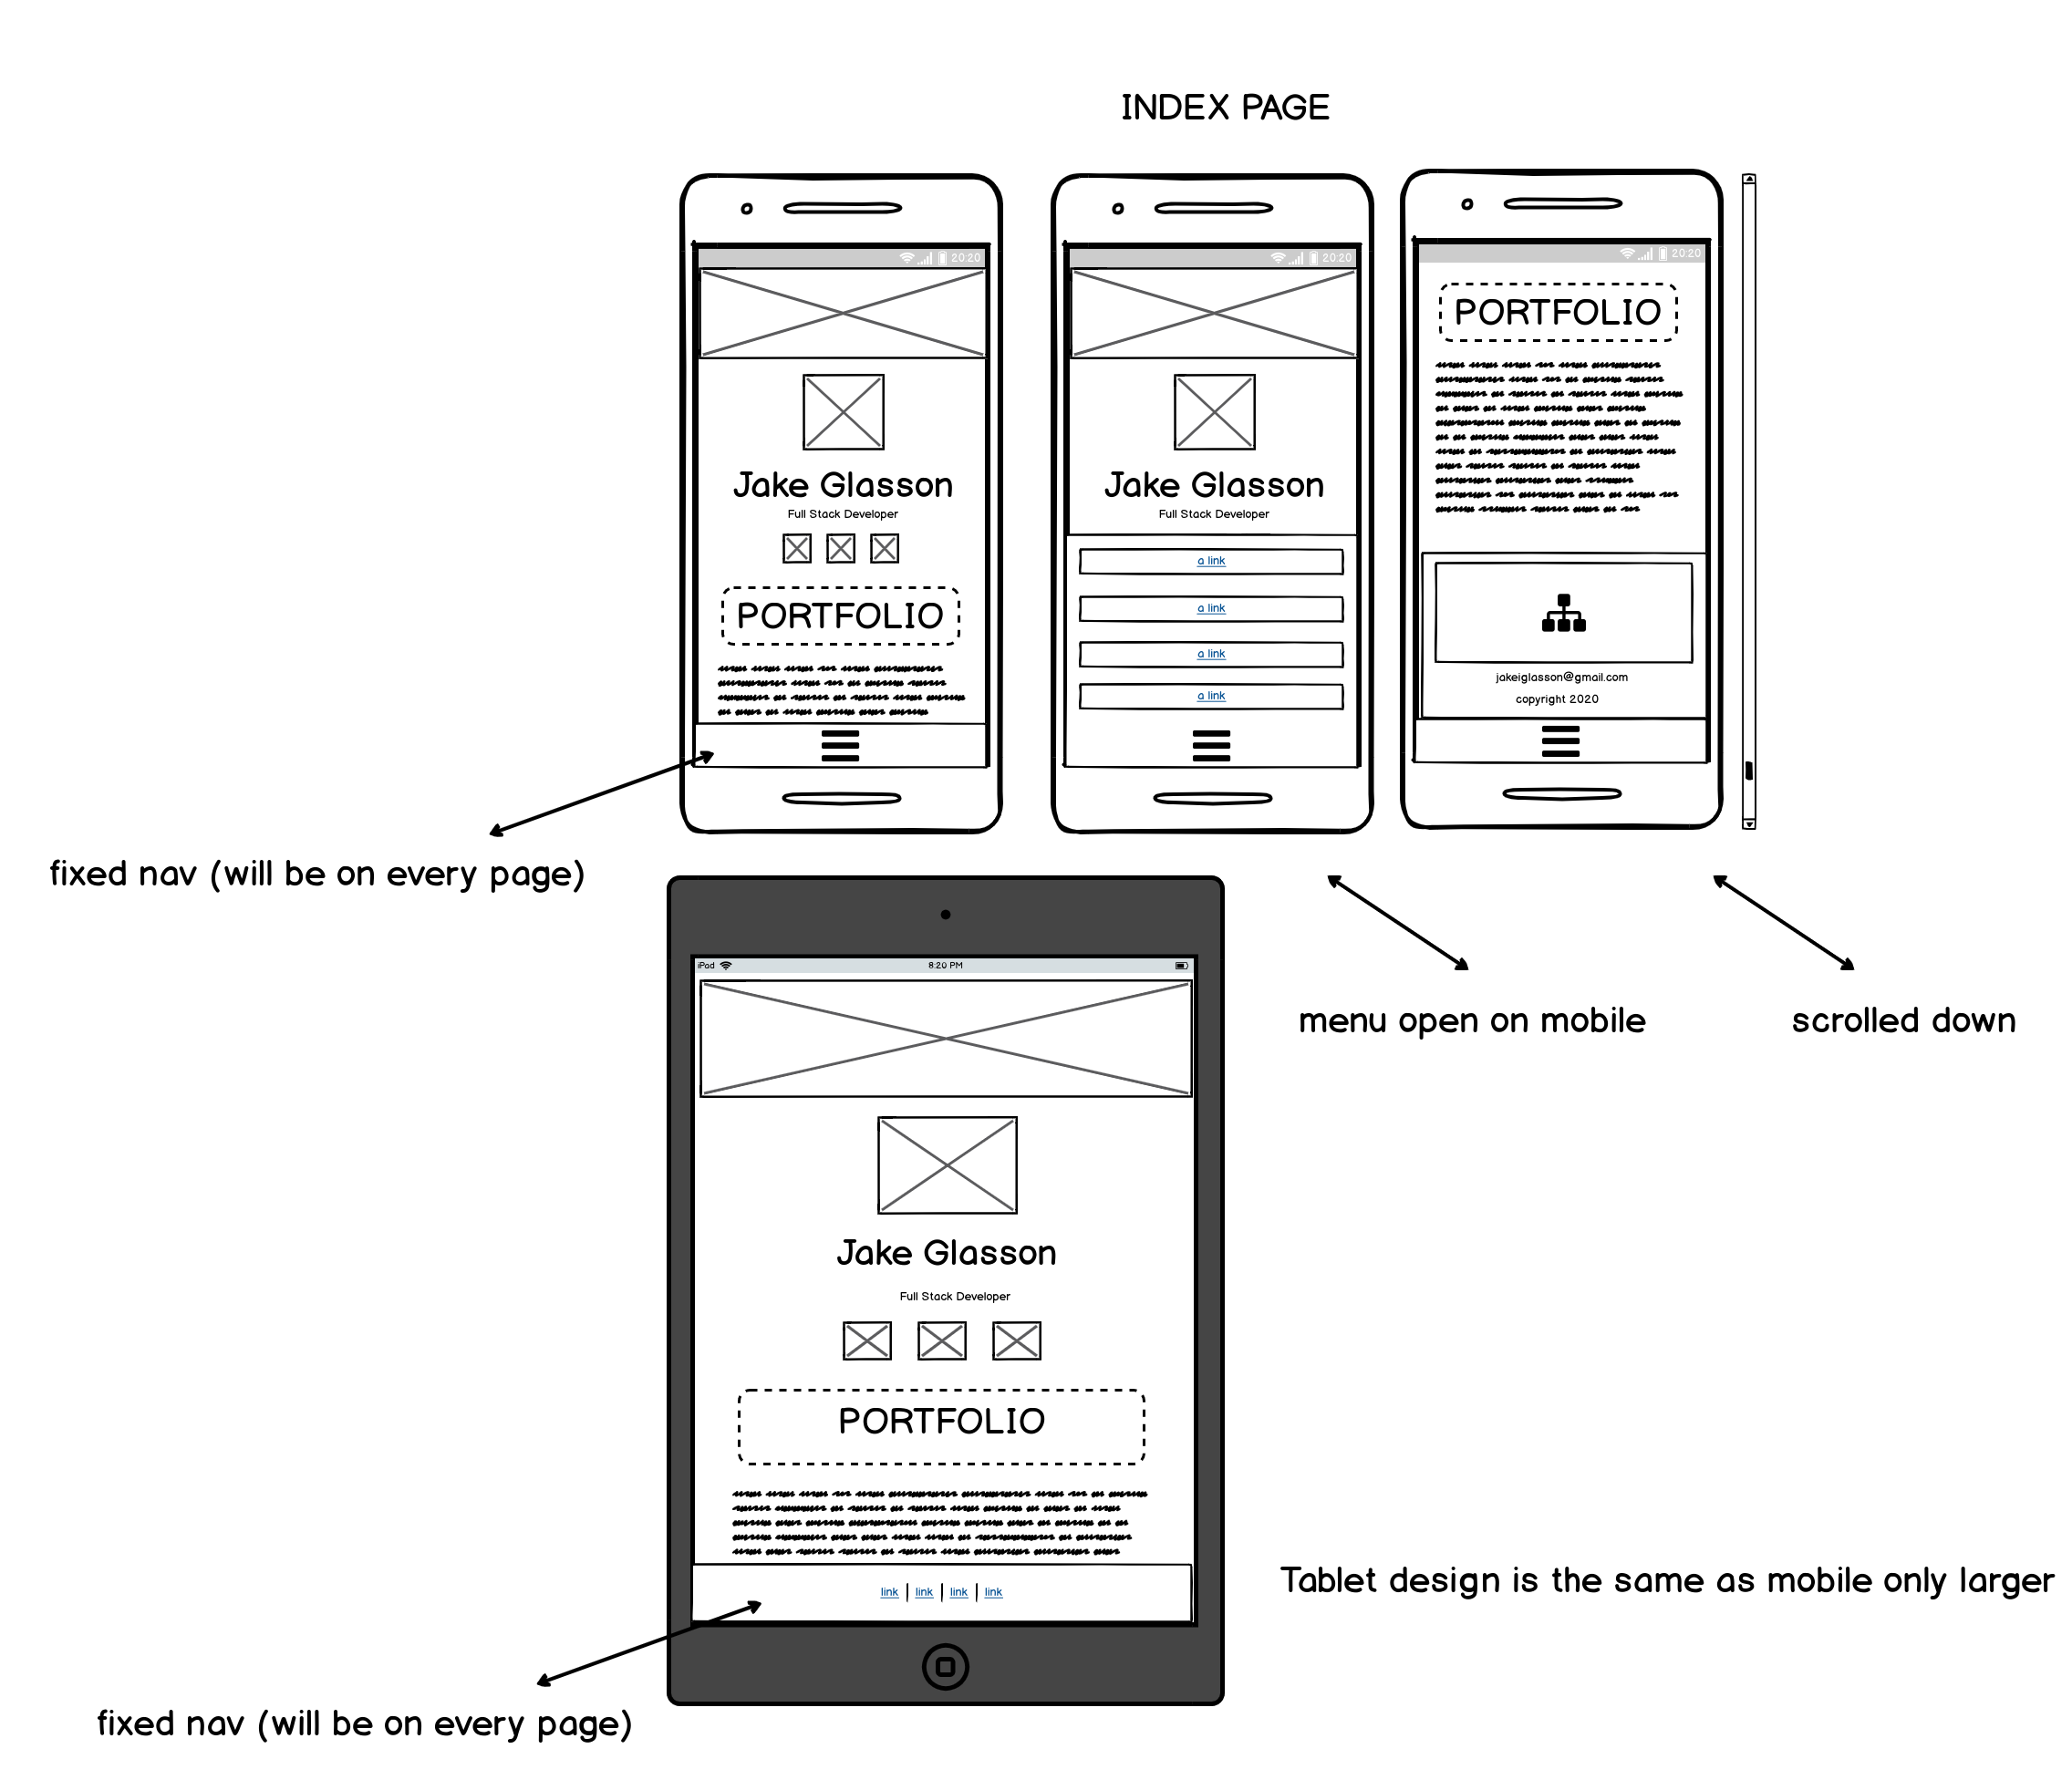 INDEX PAGE
20:20
Jake Glasson
Full Stack Developer
PORTFOLIO
20:20
Jake Glasson
Full Stack Developer
a link
a link
a link
a link
20:20
PORTFOLIO
jakeiglasson@gmail.com
copyright 2020
fixed nav (will be on every page)
menu open on mobile
scrolled down
iPad 8:20 PM
Jake Glasson
Full Stack Developer
PORTFOLIO
link | link | link | link
Tablet design is the same as mobile only larger
fixed nav (will be on every page)